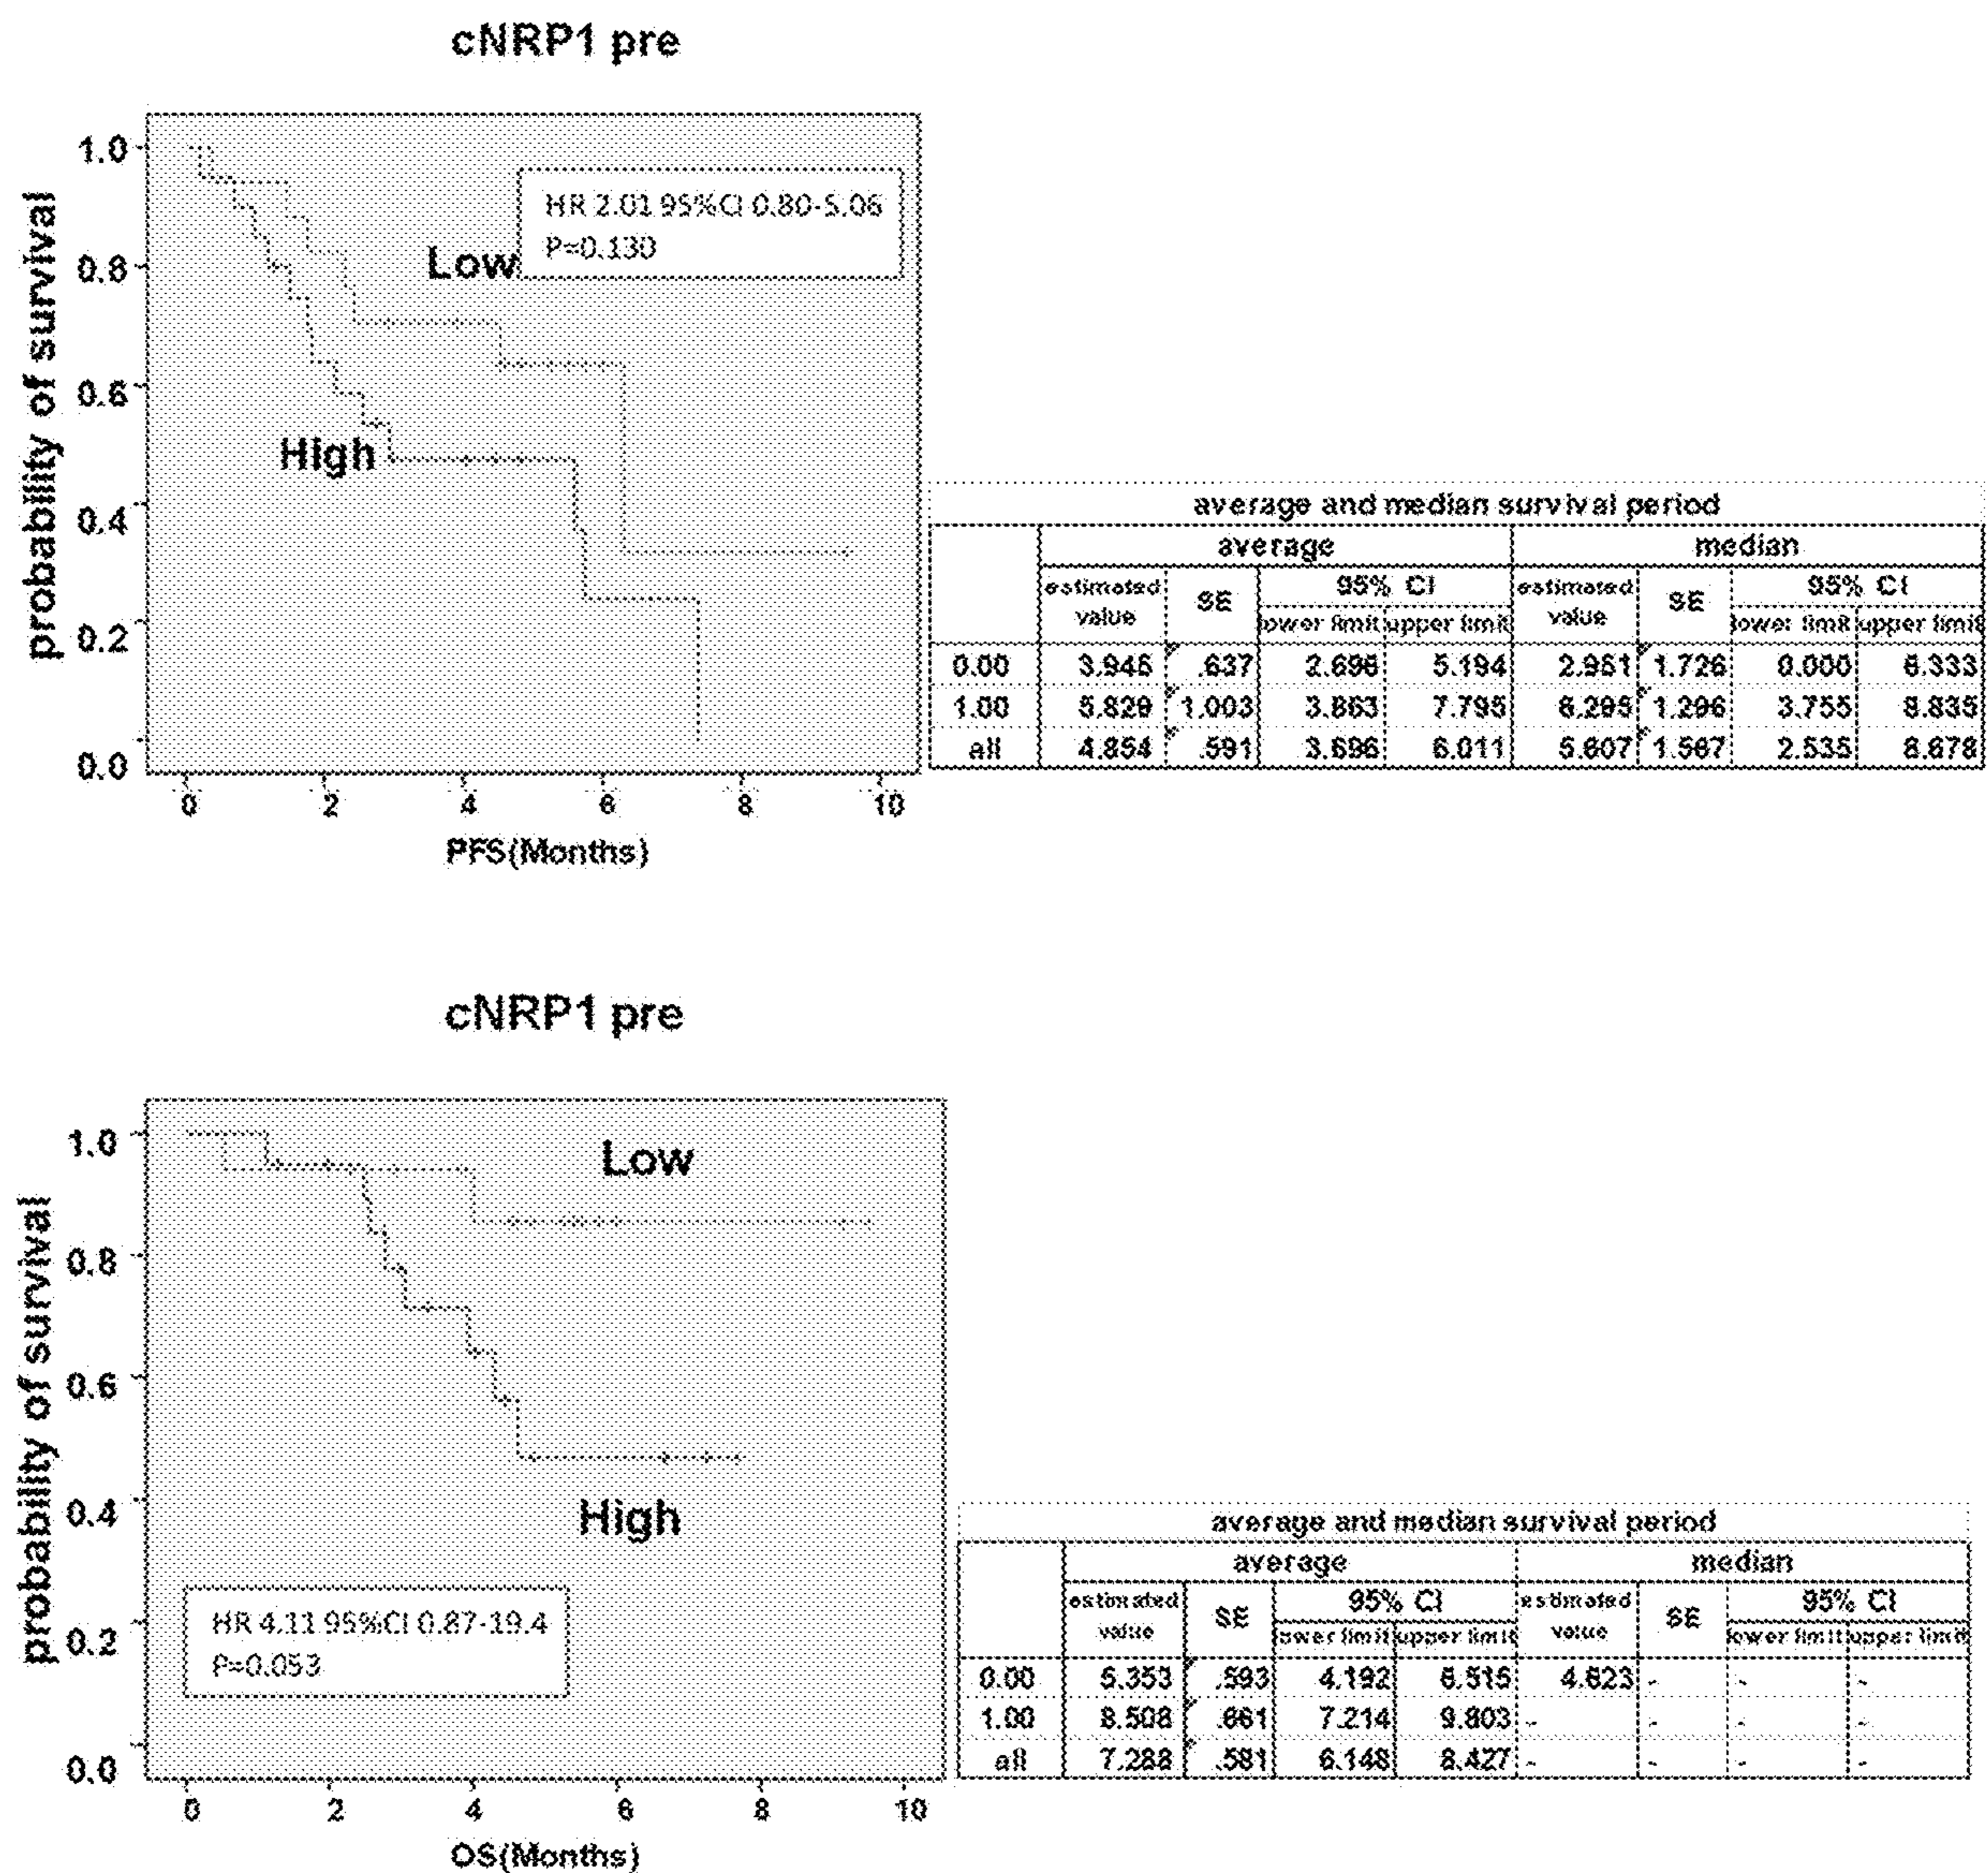 cNRP1 pre
probability of survival
1.0
0.8
0.6
0.4
0.2
0.0
HR 2.01 95%CI 0.80-5.06
P=0.130
Low
High
0 2 4 6 8 10
PFS(Months)
average and median survival period
average median
estimated value SE 95% CI estimated value SE 95% CI
lower limit upper limit lower limit upper limit
0.00 3.945 .637 2.696 5.194 2.951 1.726 0.000 6.333
1.00 5.829 1.003 3.863 7.795 6.295 1.296 3.755 8.835
all 4.854 .591 3.696 6.011 5.607 1.567 2.535 8.678
cNRP1 pre
probability of survival
1.0
0.8
0.6
0.4
0.2
0.0
Low
High
HR 4.11 95%CI 0.87-19.4
P=0.053
0 2 4 6 8 10
OS(Months)
average and median survival period
average median
estimated value SE 95% CI estimated value SE 95% CI
lower limit upper limit lower limit upper limit
0.00 5.353 .593 4.192 6.515 4.623 - - -
1.00 8.508 .661 7.214 9.803 - - - -
all 7.288 .581 6.148 8.427 - - - -